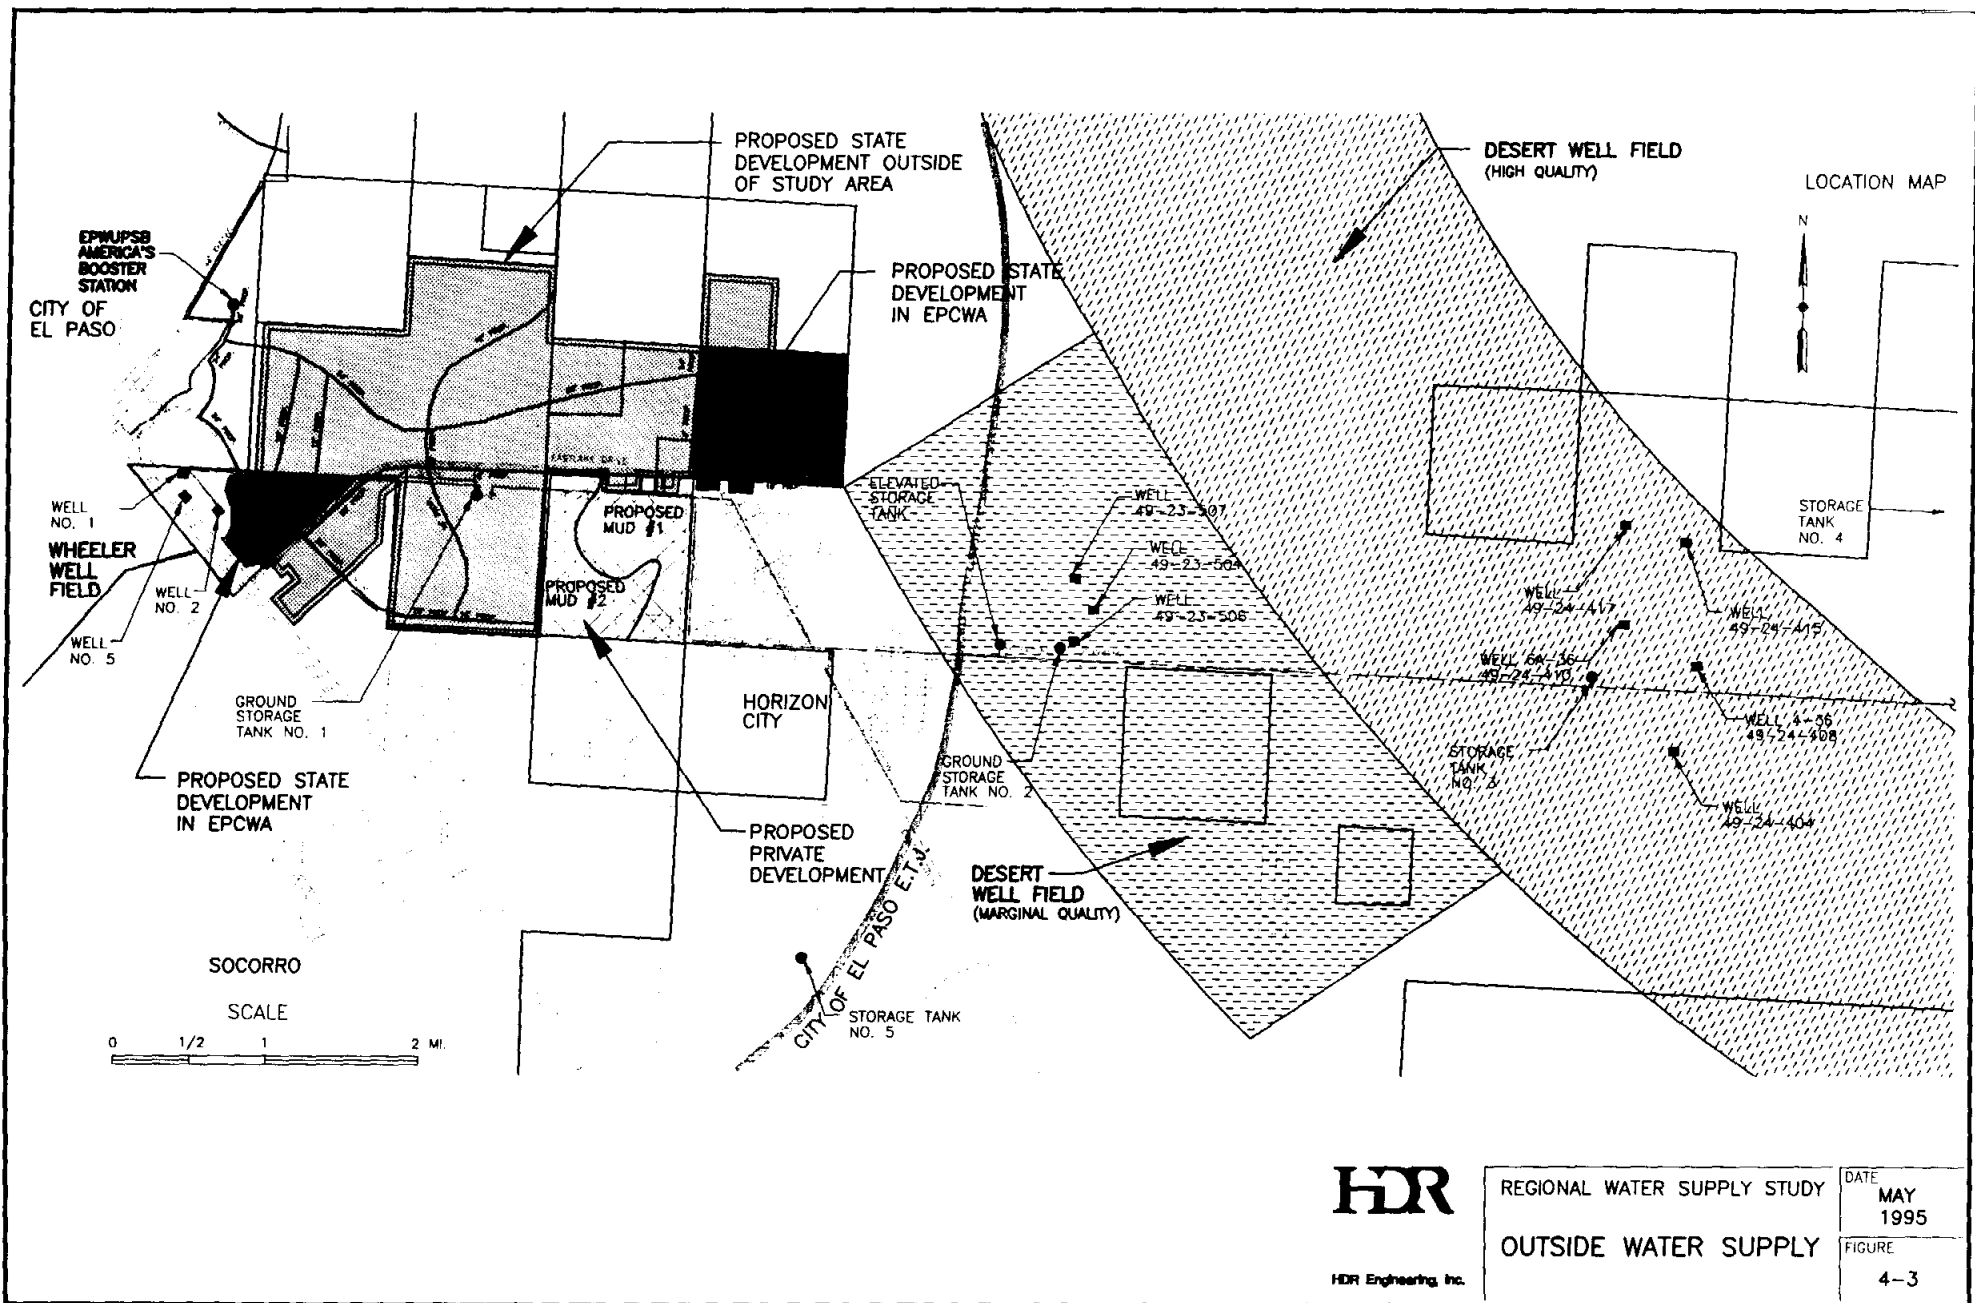 PROPOSED STATE
DEVELOPMENT OUTSIDE
OF STUDY AREA
DESERT WELL FIELD
(HIGH QUALITY)
LOCATION MAP
N
EPWUPSB
AMERICA'S
BOOSTER
STATION
CITY OF
EL PASO
PROPOSED STATE
DEVELOPMENT
IN EPCWA
EASTLAKE DRIVE
WELL
NO. 1
WHEELER
WELL
FIELD
WELL
NO. 2
WELL
NO. 5
PROPOSED
MUD #1
PROPOSED
MUD #2
ELEVATED
STORAGE
TANK
WELL
49-23-507
WELL
49-23-504
WELL
49-23-506
STORAGE
TANK
NO. 4
WELL
49-24-417
WELL
49-24-415
WELL 6A-36
49-24-410
WELL 4-36
49-24-408
STORAGE
TANK
NO. 3
WELL
49-24-404
GROUND
STORAGE
TANK NO. 1
HORIZON
CITY
GROUND
STORAGE
TANK NO. 2
PROPOSED STATE
DEVELOPMENT
IN EPCWA
PROPOSED
PRIVATE
DEVELOPMENT
DESERT
WELL FIELD
(MARGINAL QUALITY)
CITY OF EL PASO E.T.J.
STORAGE TANK
NO. 5
SOCORRO
SCALE
0 1/2 1 2 MI.
HDR
HDR Engineering, Inc.
REGIONAL WATER SUPPLY STUDY
OUTSIDE WATER SUPPLY
DATE
MAY
1995
FIGURE
4-3